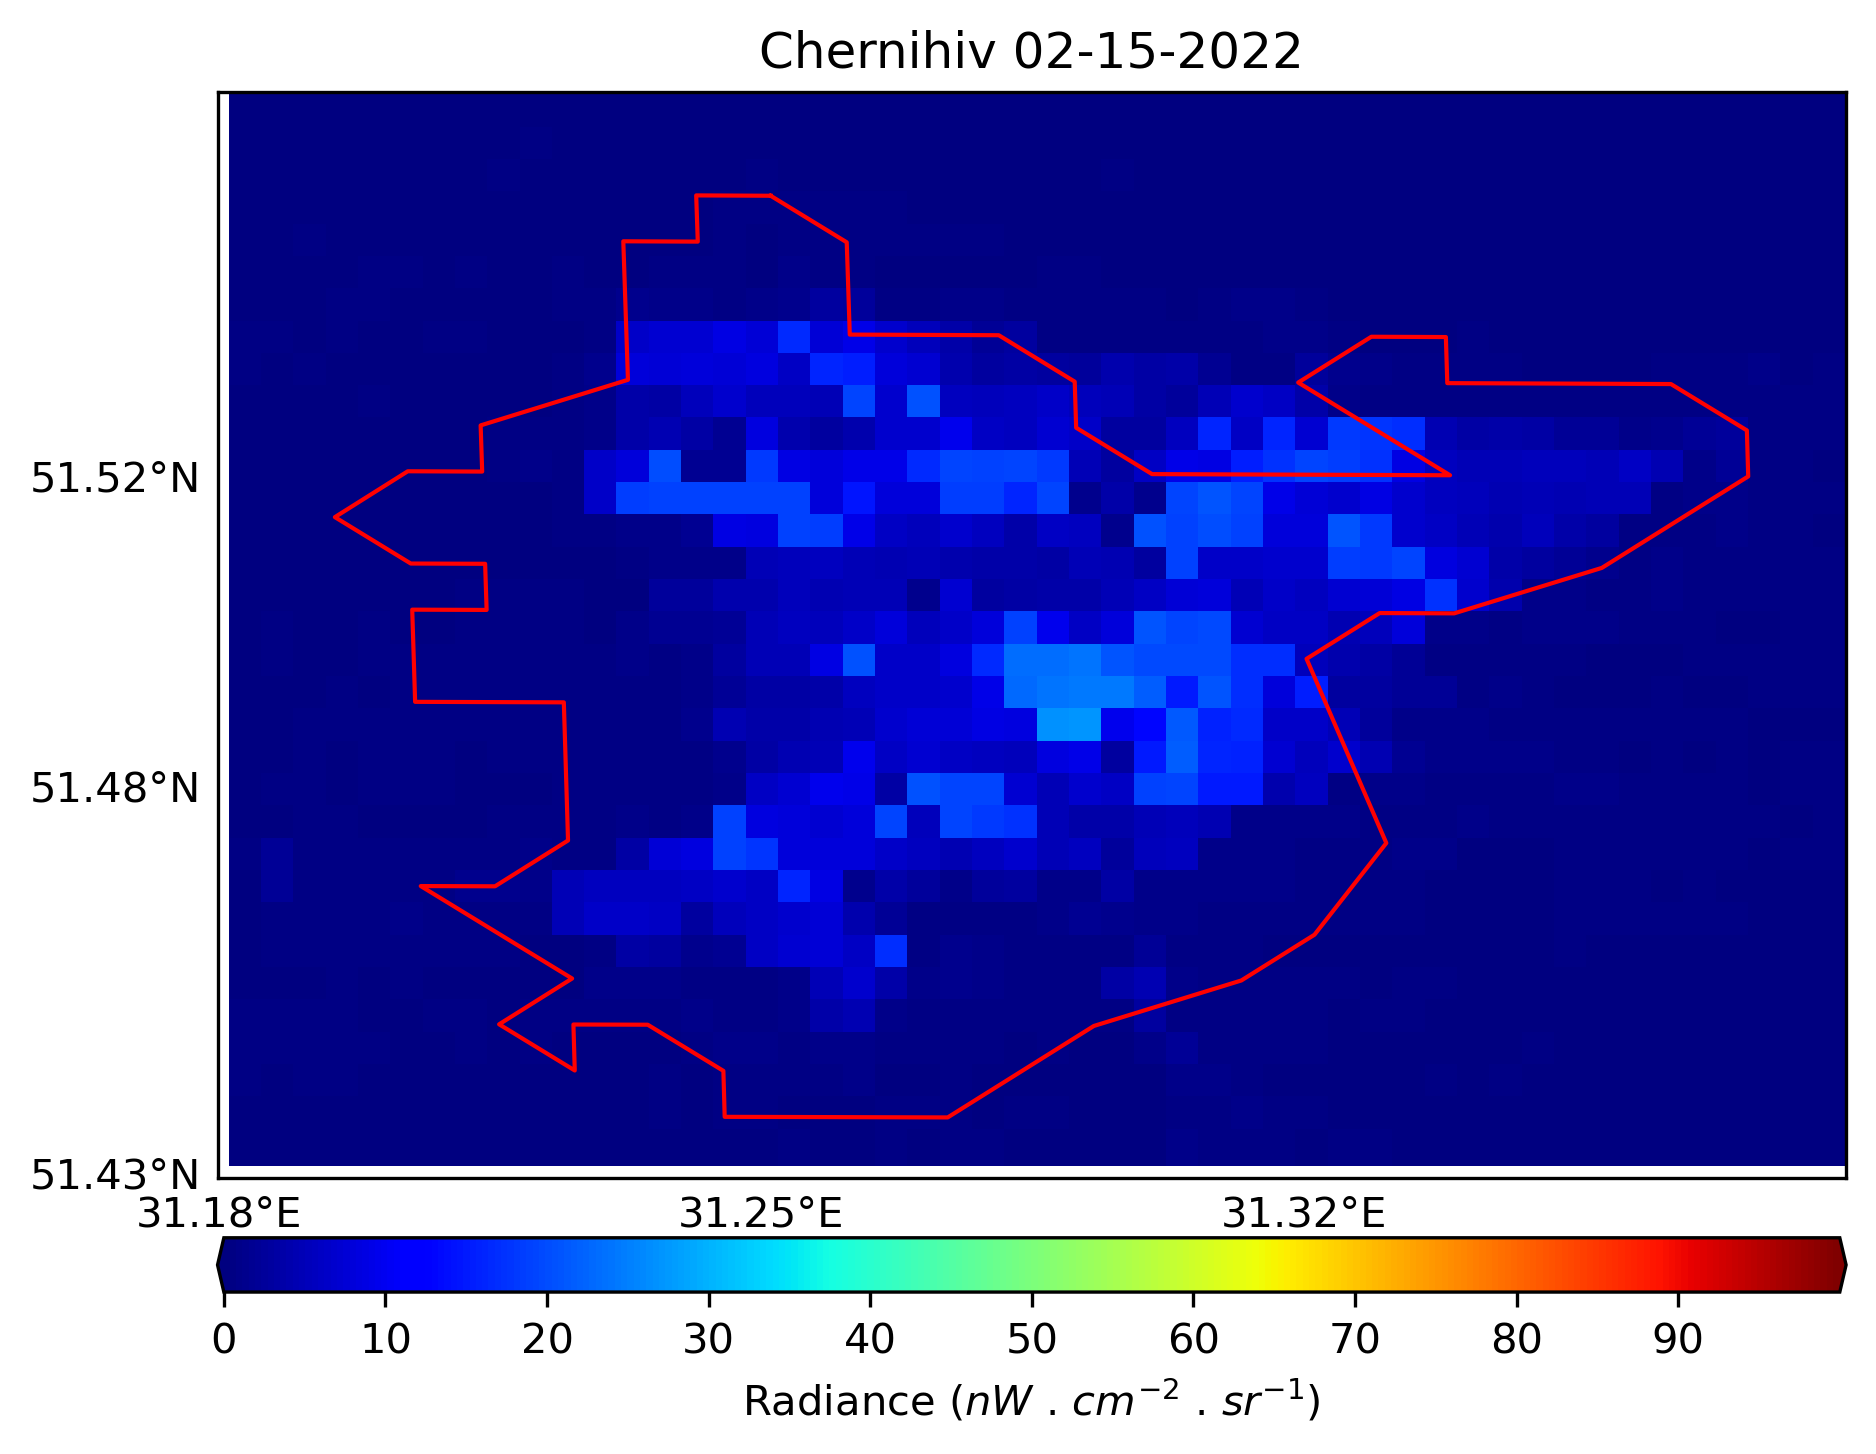 Chernihiv 02-15-2022
51.52°N
51.48°N
51.43°N
31.18°E 31.25°E 31.32°E
0 10 20 30 40 50 60 70 80 90
Radiance (nW . cm⁻² . sr⁻¹)